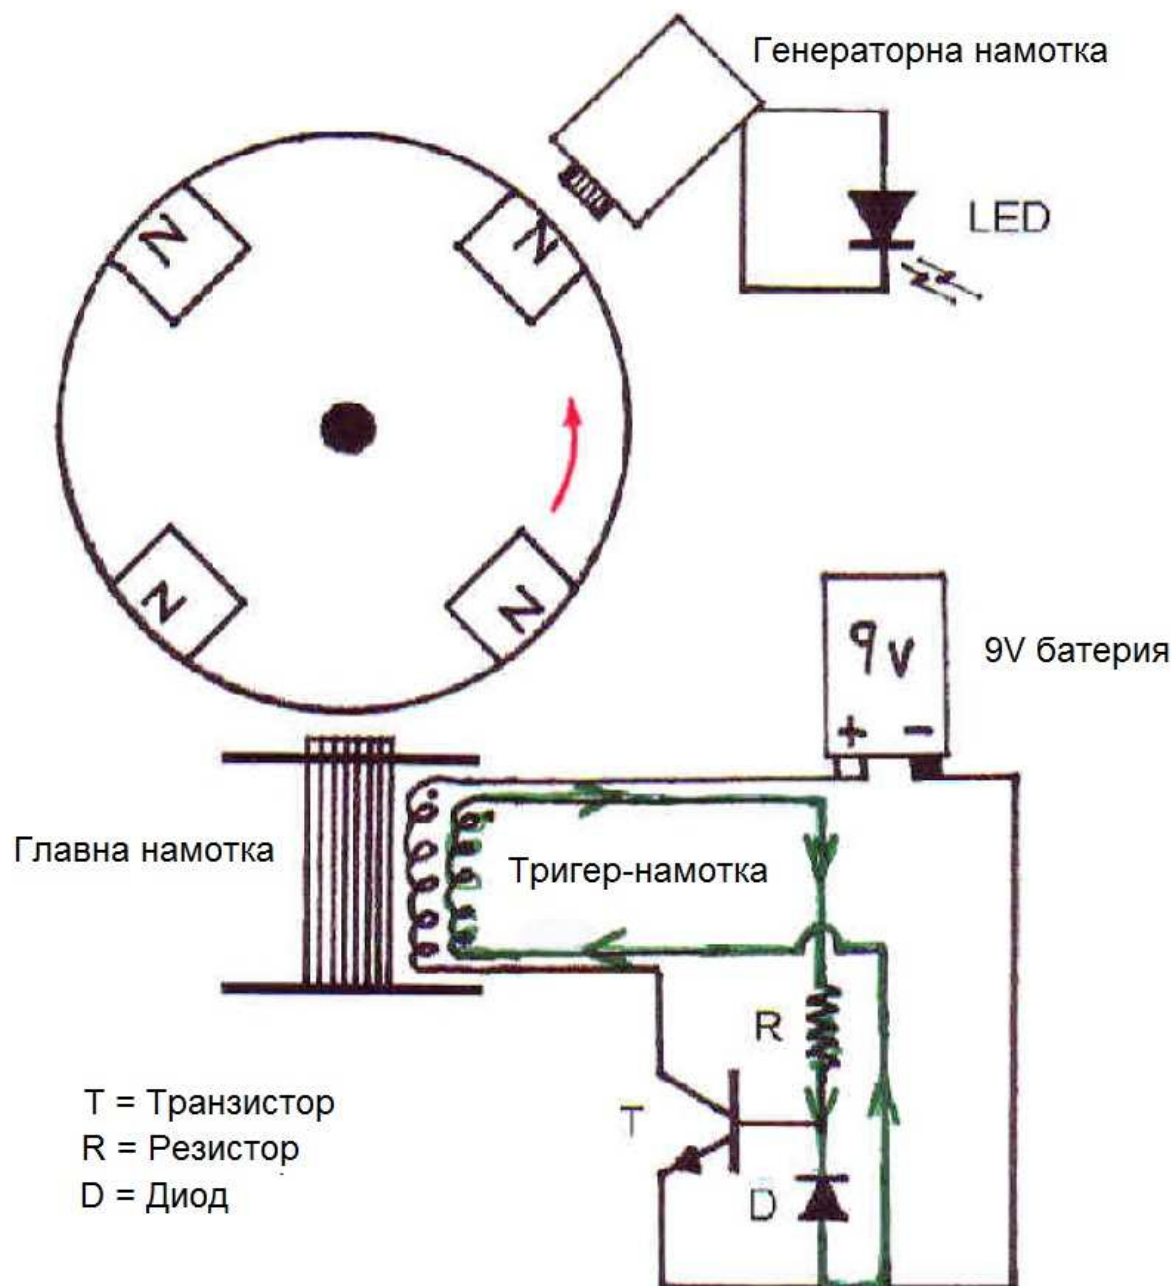 Генераторна намотка
LED
N
N
N
N
9V
+ −
9V батерия
Главна намотка
Тригер-намотка
R
T
D
T = Транзистор
R = Резистор
D = Диод